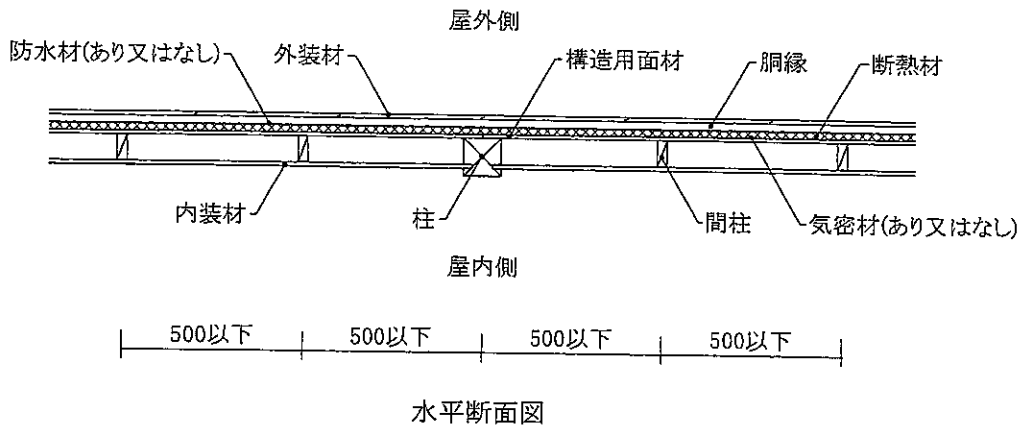 屋外側
防水材(あり又はなし)
外装材
構造用面材
胴縁
断熱材
内装材
柱
間柱
気密材(あり又はなし)
屋内側
500以下
500以下
500以下
500以下
水平断面図